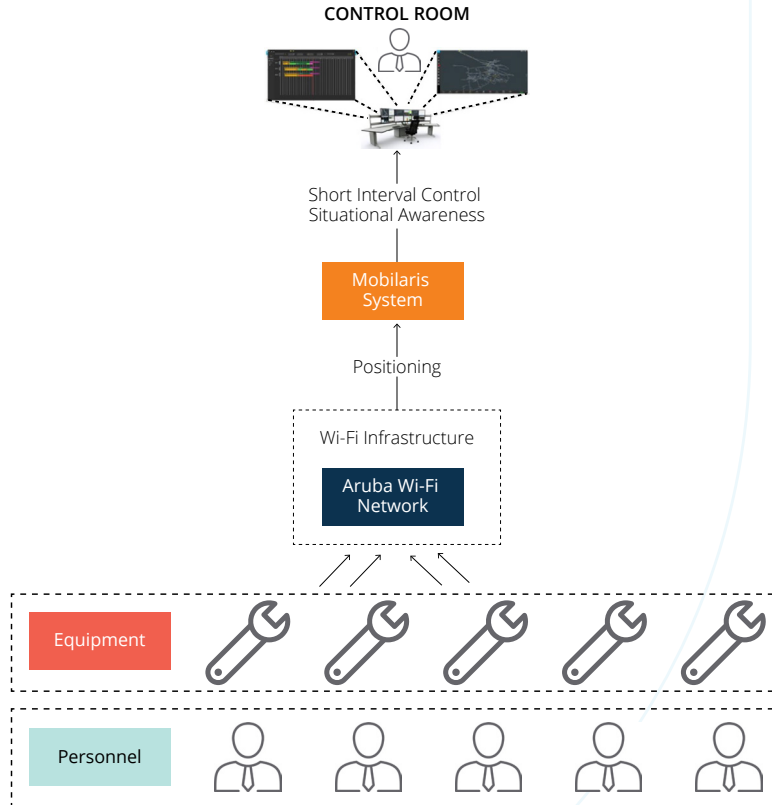 CONTROL ROOM
Short Interval Control
Situational Awareness
Mobilaris
System
Positioning
Wi-Fi Infrastructure
Aruba Wi-Fi
Network
Equipment
Personnel